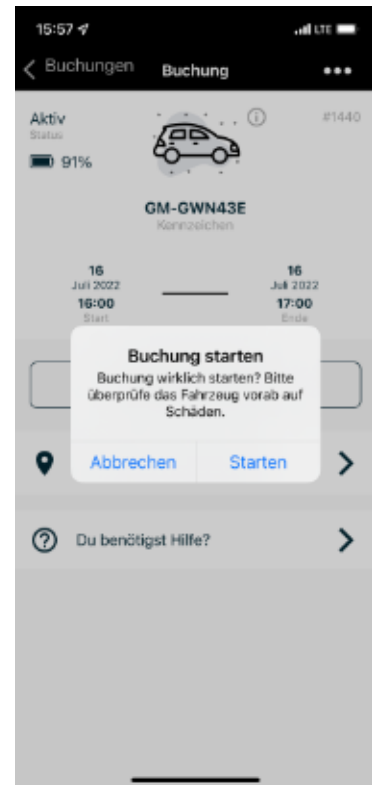 15:57
LTE
Buchungen
Buchung
Aktiv
Status
#1440
91%
GM-GWN43E
Kennzeichen
16
Juli 2022
16:00
Start
16
Juli 2022
17:00
Ende
Buchung starten
Buchung wirklich starten? Bitte
überprüfe das Fahrzeug vorab auf
Schäden.
Abbrechen
Starten
Du benötigst Hilfe?